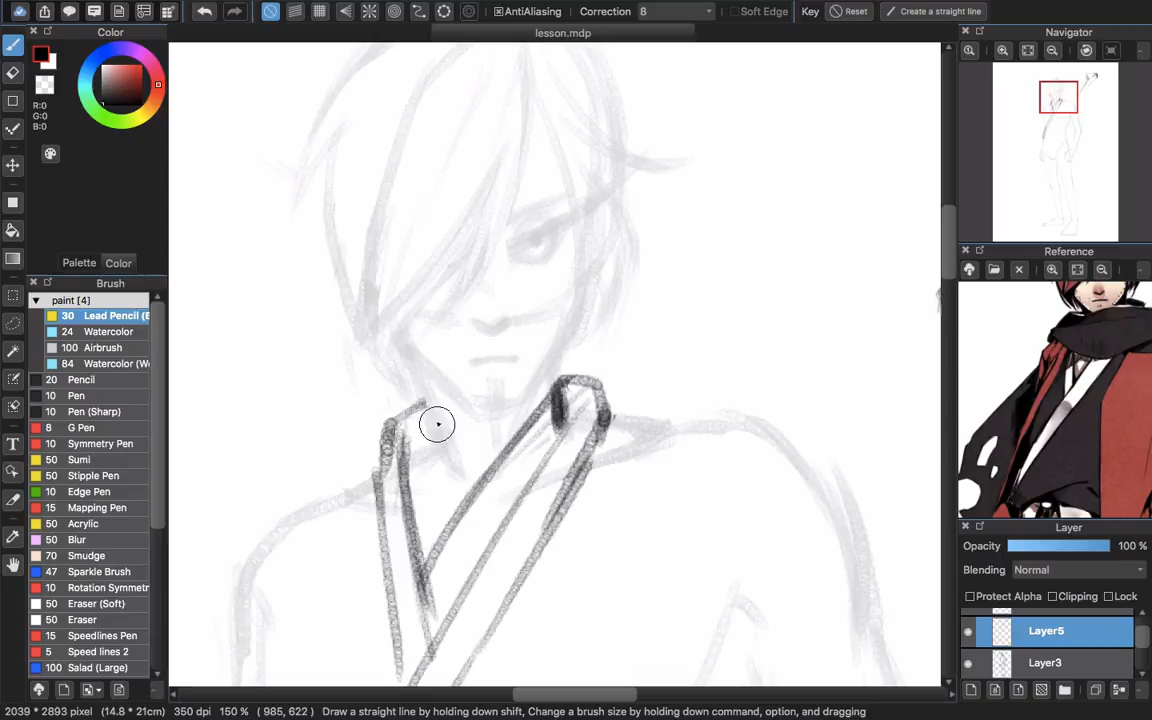 AntiAliasing Correction 8 Soft Edge Key Reset Create a straight line
lesson.mdp
Color
R:0
G:0
B:0
Palette Color
Brush
paint [4]
30 Lead Pencil (E
24 Watercolor
100 Airbrush
84 Watercolor (We
20 Pencil
10 Pen
10 Pen (Sharp)
8 G Pen
10 Symmetry Pen
50 Sumi
50 Stipple Pen
10 Edge Pen
15 Mapping Pen
50 Acrylic
50 Blur
70 Smudge
47 Sparkle Brush
10 Rotation Symmetr
50 Eraser (Soft)
50 Eraser
15 Speedlines Pen
5 Speed lines 2
100 Salad (Large)
Navigator
Reference
Layer
Opacity 100 %
Blending Normal
Protect Alpha Clipping Lock
Layer5
Layer3
2039 * 2893 pixel (14.8 * 21cm) 350 dpi 150 % ( 985, 622 ) Draw a straight line by holding down shift, Change a brush size by holding down command, option, and dragging